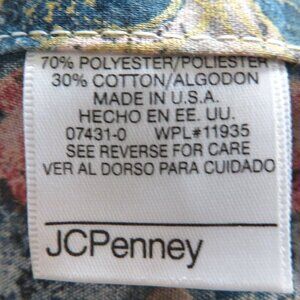 70% POLYESTER/POLIESTER
30% COTTON/ALGODON
MADE IN U.S.A.
HECHO EN EE. UU.
07431-0 WPL#11935
SEE REVERSE FOR CARE
VER AL DORSO PARA CUIDADO
JCPenney